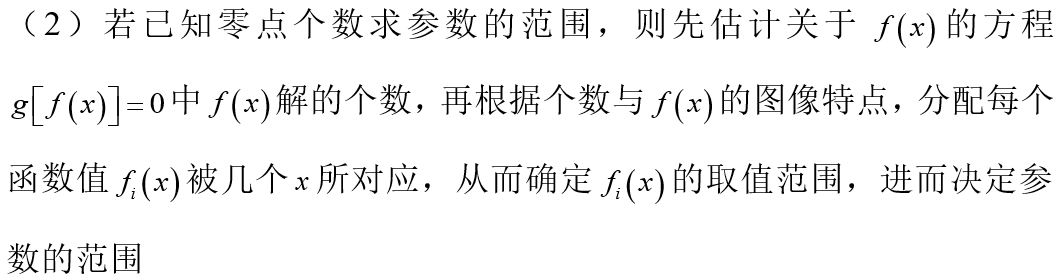 （2）若已知零点个数求参数的范围，则先估计关于 f(x) 的方程
g[f(x)]=0中 f(x)解的个数，再根据个数与 f(x)的图像特点，分配每个
函数值 fᵢ(x)被几个 x 所对应，从而确定 fᵢ(x)的取值范围，进而决定参
数的范围